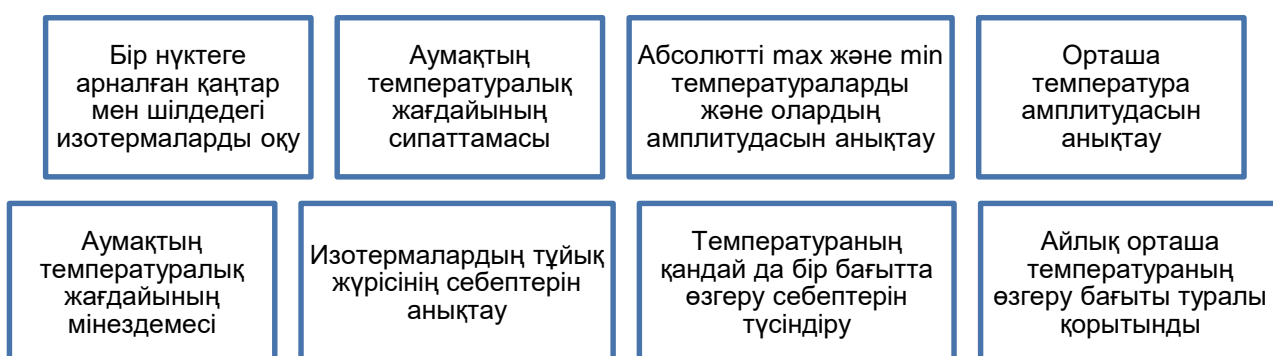 Бір нүктеге
арналған қаңтар
мен шілдедегі
изотермаларды оқу
Аумақтың
температуралық
жағдайының
сипаттамасы
Абсолютті max және min
температураларды
және олардың
амплитудасын анықтау
Орташа
температура
амплитудасын
анықтау
Аумақтың
температуралық
жағдайының
мінездемесі
Изотермалардың тұйық
жүрісінің себептерін
анықтау
Температураның
қандай да бір бағытта
өзгеру себептерін
түсіндіру
Айлық орташа
температураның
өзгеру бағыты туралы
қорытынды